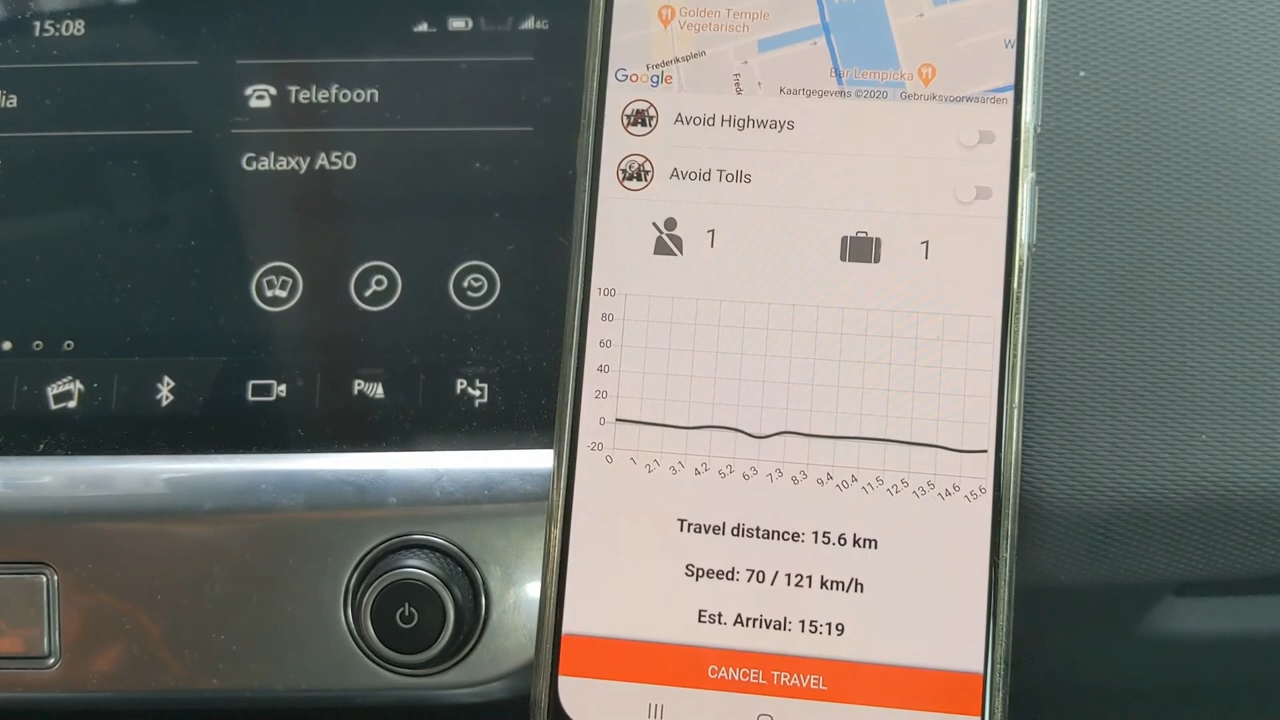 15:08
4G
dia
Telefoon
Galaxy A50
P
P
Golden Temple
Vegetarisch
Frederiksplein
Google
Bar Lempicka
Kaartgegevens ©2020 Gebruiksvoorwaarden
Avoid Highways
Avoid Tolls
1 1
100
80
60
40
20
0
-20
0 1 2.1 3.1 4.2 5.2 6.3 7.3 8.3 9.4 10.4 11.5 12.5 13.5 14.6 15.6
Travel distance: 15.6 km
Speed: 70 / 121 km/h
Est. Arrival: 15:19
CANCEL TRAVEL